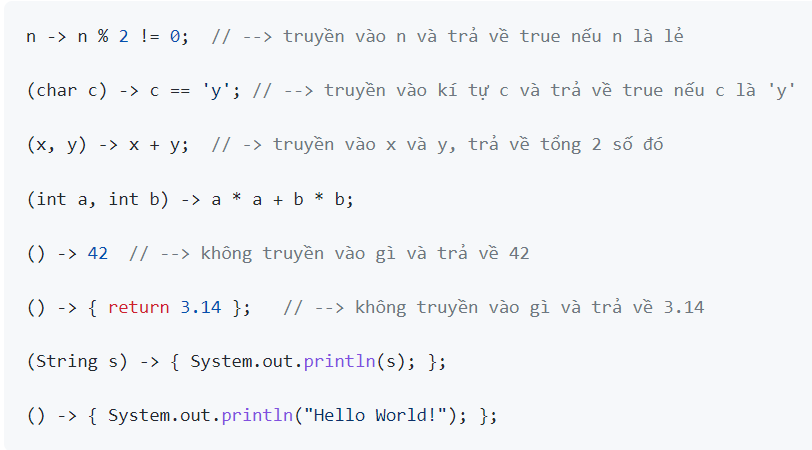 n -> n % 2 != 0;  // --> truyền vào n và trả về true nếu n là lẻ
(char c) -> c == 'y'; // --> truyền vào kí tự c và trả về true nếu c là 'y'
(x, y) -> x + y;  // -> truyền vào x và y, trả về tổng 2 số đó
(int a, int b) -> a * a + b * b;
() -> 42  // --> không truyền vào gì và trả về 42
() -> { return 3.14 };   // --> không truyền vào gì và trả về 3.14
(String s) -> { System.out.println(s); };
() -> { System.out.println("Hello World!"); };